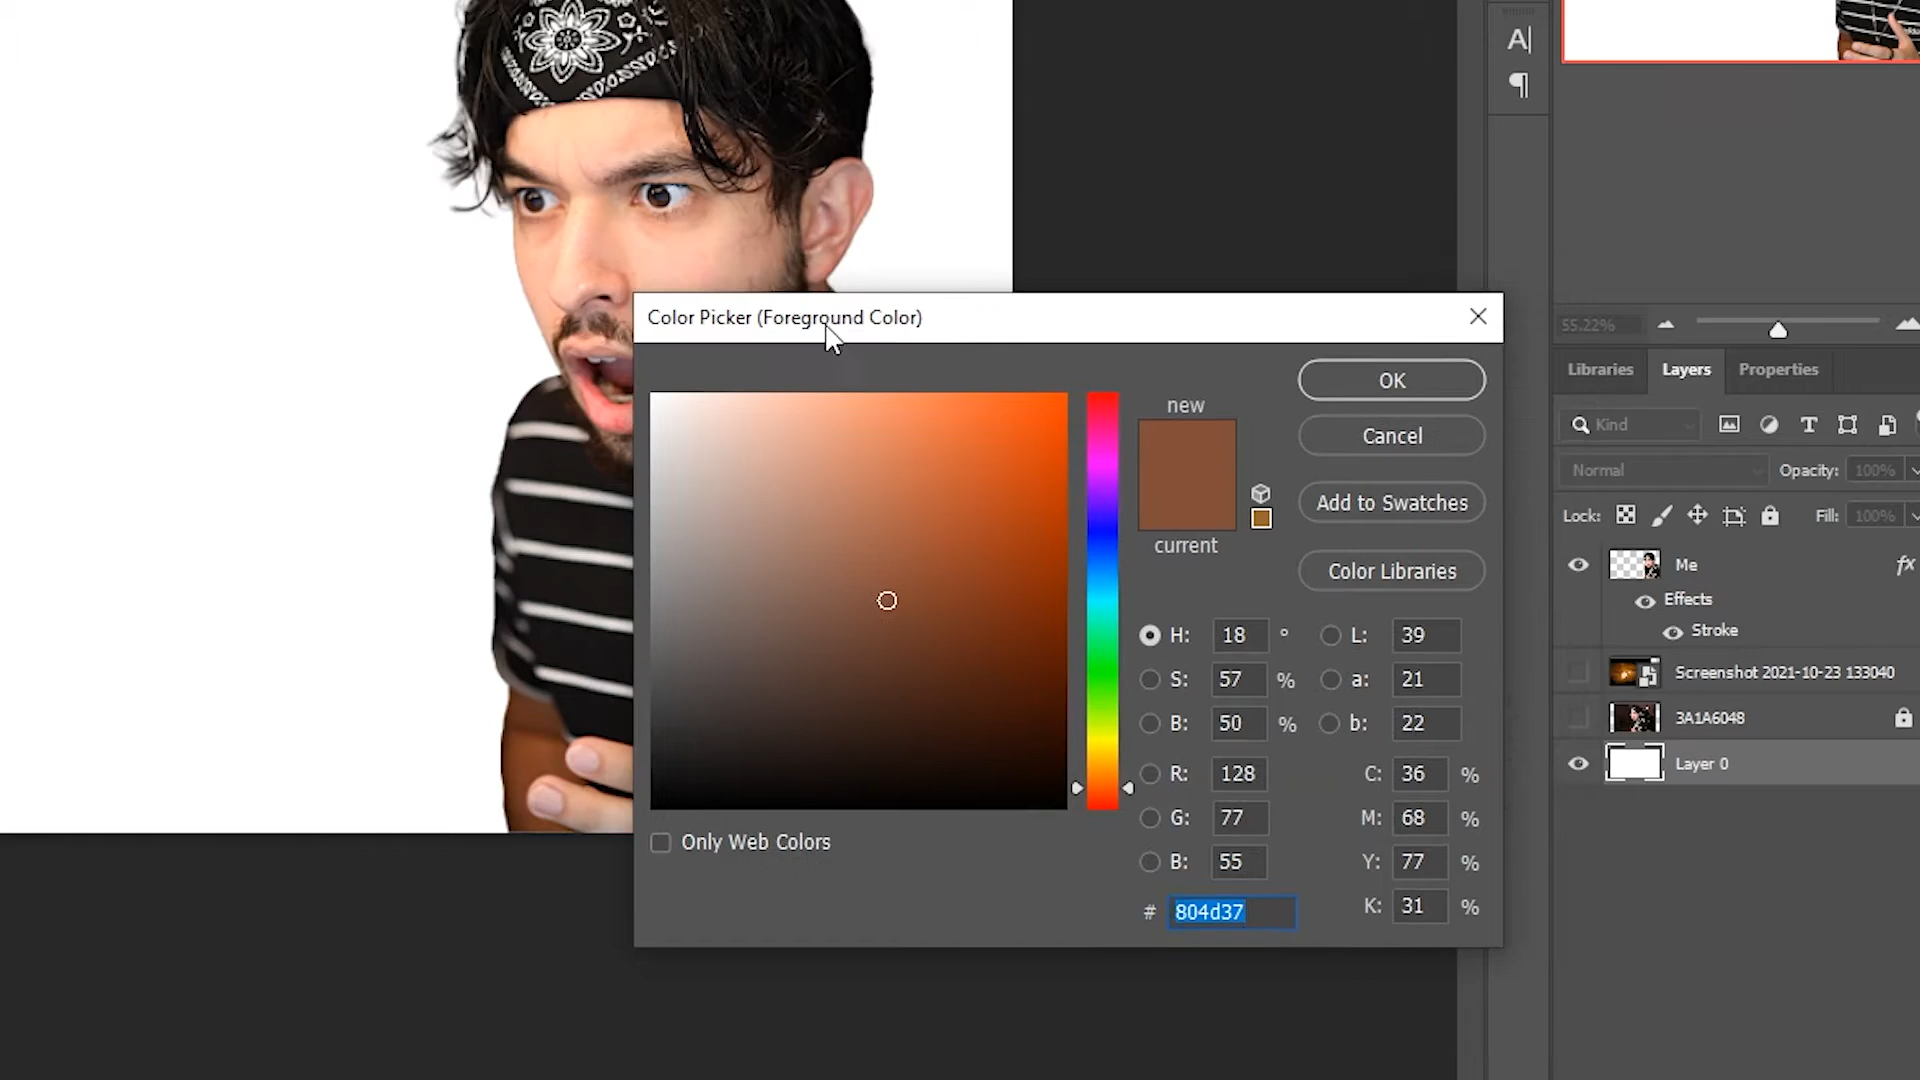 A|
¶
Color Picker (Foreground Color)
new
current
OK
Cancel
Add to Swatches
Color Libraries
H: 18 ° L: 39
S: 57 % a: 21
B: 50 % b: 22
R: 128 C: 36 %
G: 77 M: 68 %
B: 55 Y: 77 %
# 804d37 K: 31 %
Only Web Colors
55.22%
Libraries Layers Properties
Kind
Normal Opacity: 100%
Lock: Fill: 100%
Me fx
Effects
Stroke
Screenshot 2021-10-23 133040
3A1A6048
Layer 0